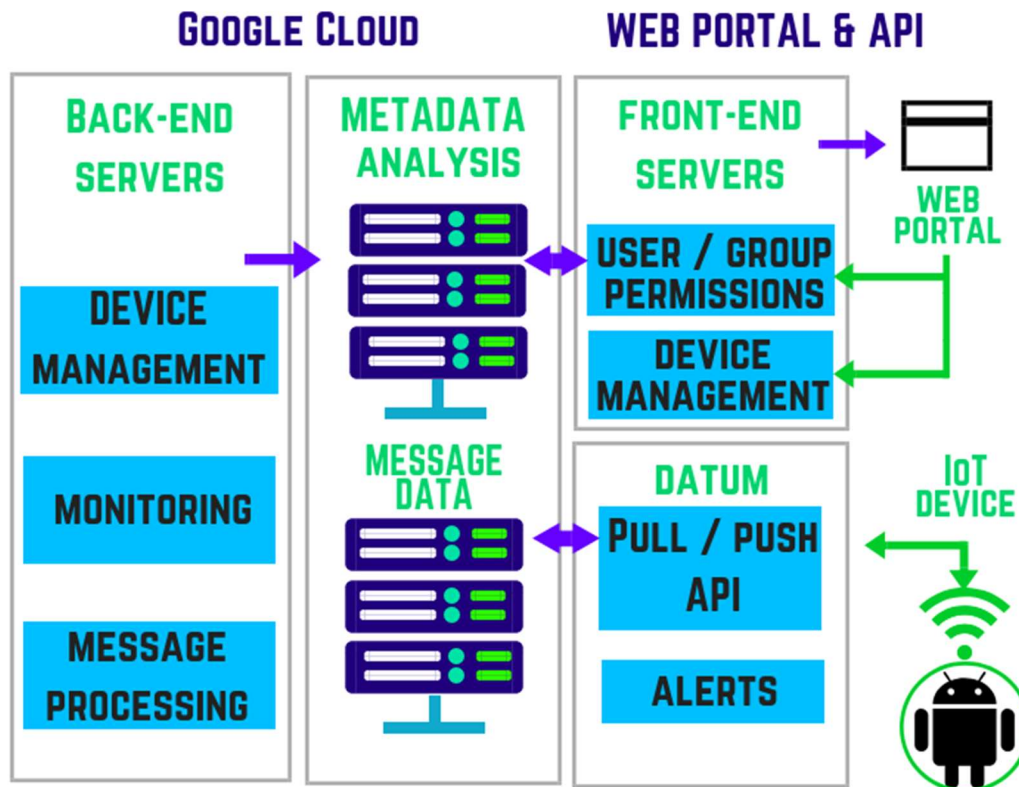 GOOGLE CLOUD
WEB PORTAL & API
BACK-END
SERVERS
DEVICE
MANAGEMENT
MONITORING
MESSAGE
PROCESSING
METADATA
ANALYSIS
MESSAGE
DATA
FRONT-END
SERVERS
USER / GROUP
PERMISSIONS
DEVICE
MANAGEMENT
DATUM
PULL / PUSH
API
ALERTS
WEB
PORTAL
IoT
DEVICE